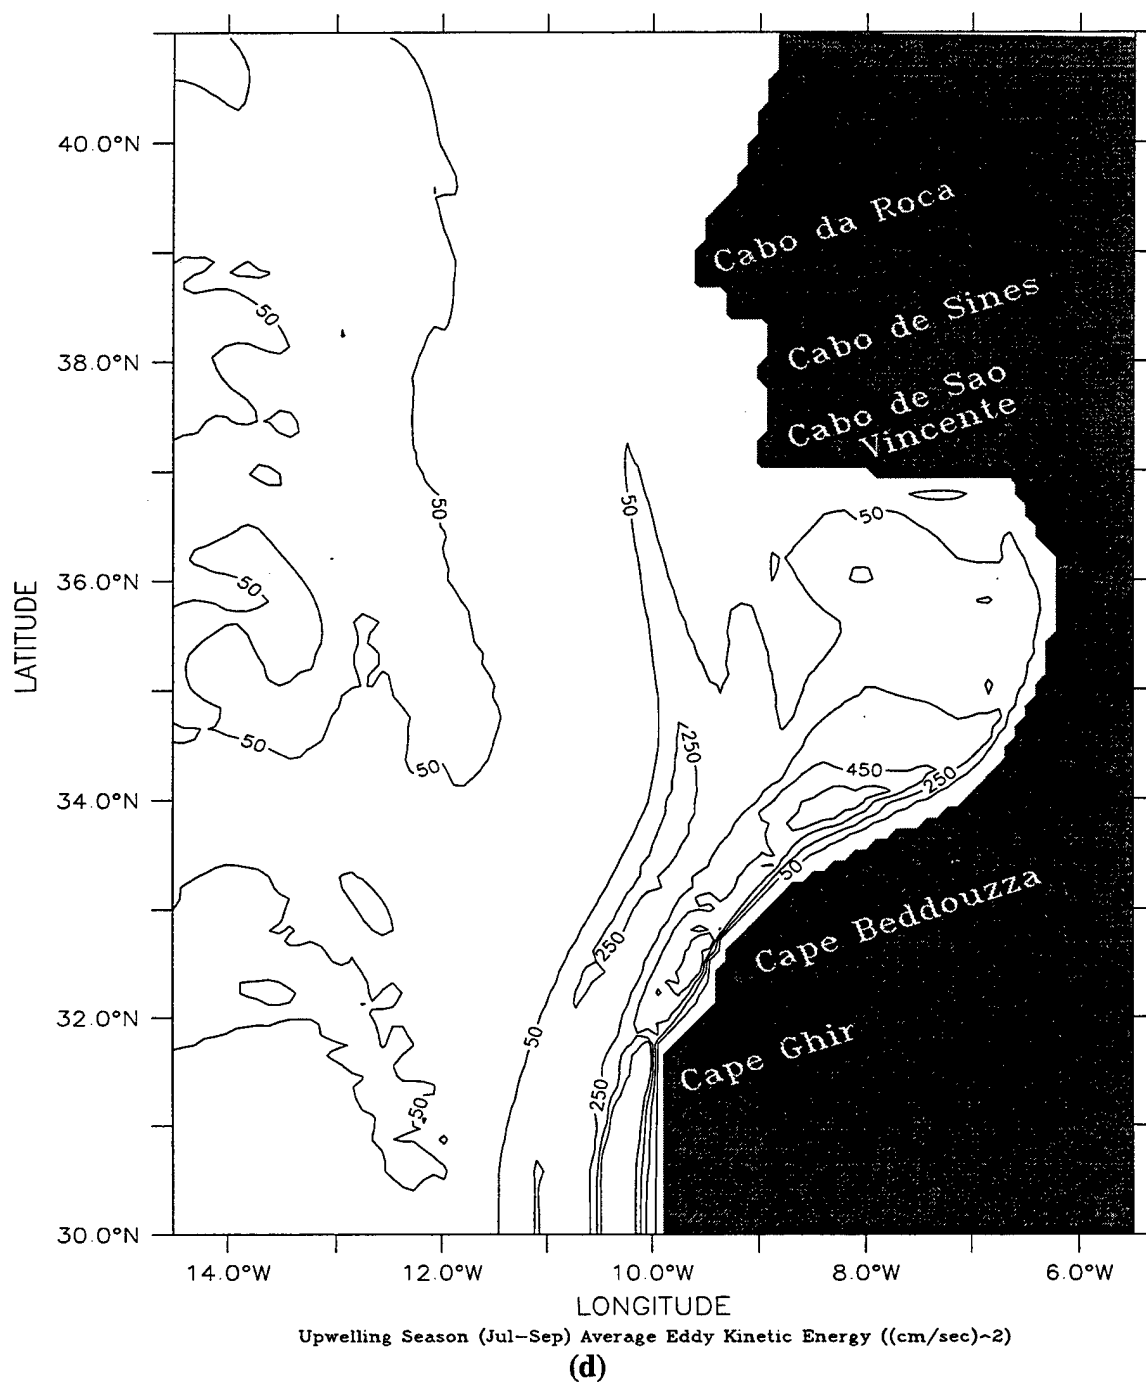 40.0°N
Cabo da Roca
50
Cabo de Sines
38.0°N
Cabo de Sao
Vincente
50
50
50
36.0°N
50
LATITUDE
50
250
50
450
250
34.0°N
50
Cape Beddouzza
250
32.0°N
50
Cape Ghir
250
50
30.0°N
14.0°W 12.0°W 10.0°W 8.0°W 6.0°W
LONGITUDE
Upwelling Season (Jul-Sep) Average Eddy Kinetic Energy ((cm/sec)~2)
(d)